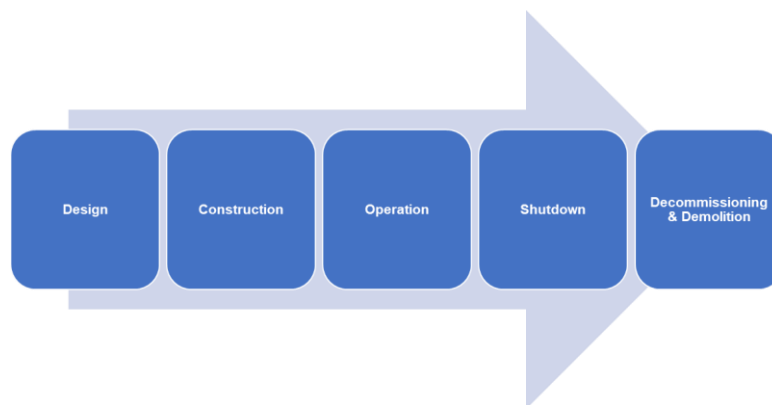 Design
Construction
Operation
Shutdown
Decommissioning
& Demolition